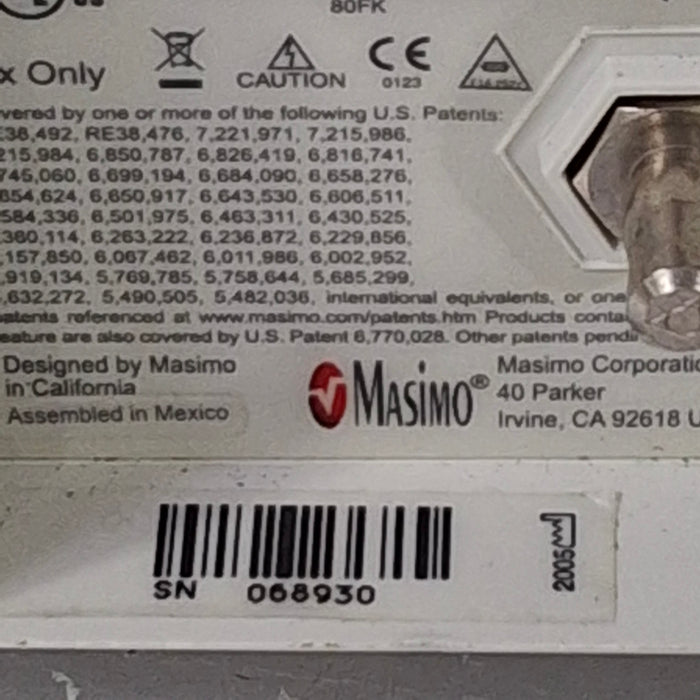 80FK
x Only
CAUTION
0123
vered by one or more of the following U.S. Patents:
E38,492, RE38,476, 7,221,971, 7,215,986,
215,984, 6,850,787, 6,826,419, 6,816,741,
745,060, 6,699,194, 6,684,090, 6,658,276,
654,624, 6,650,917, 6,643,530, 6,606,511,
584,336, 6,501,975, 6,463,311, 6,430,525,
,360,114, 6,263,222, 6,236,872, 6,229,856,
,157,850, 6,067,462, 6,011,986, 6,002,952,
,919,134, 5,769,785, 5,758,644, 5,685,299,
,632,272, 5,490,505, 5,482,036, international equivalents, or one
patents referenced at www.masimo.com/patents.htm Products conta
eature are also covered by U.S. Patent 6,770,028. Other patents pendi
Designed by Masimo
in California
Assembled in Mexico
MASiMO®
Masimo Corporatio
40 Parker
Irvine, CA 92618 U
SN 068930
2005